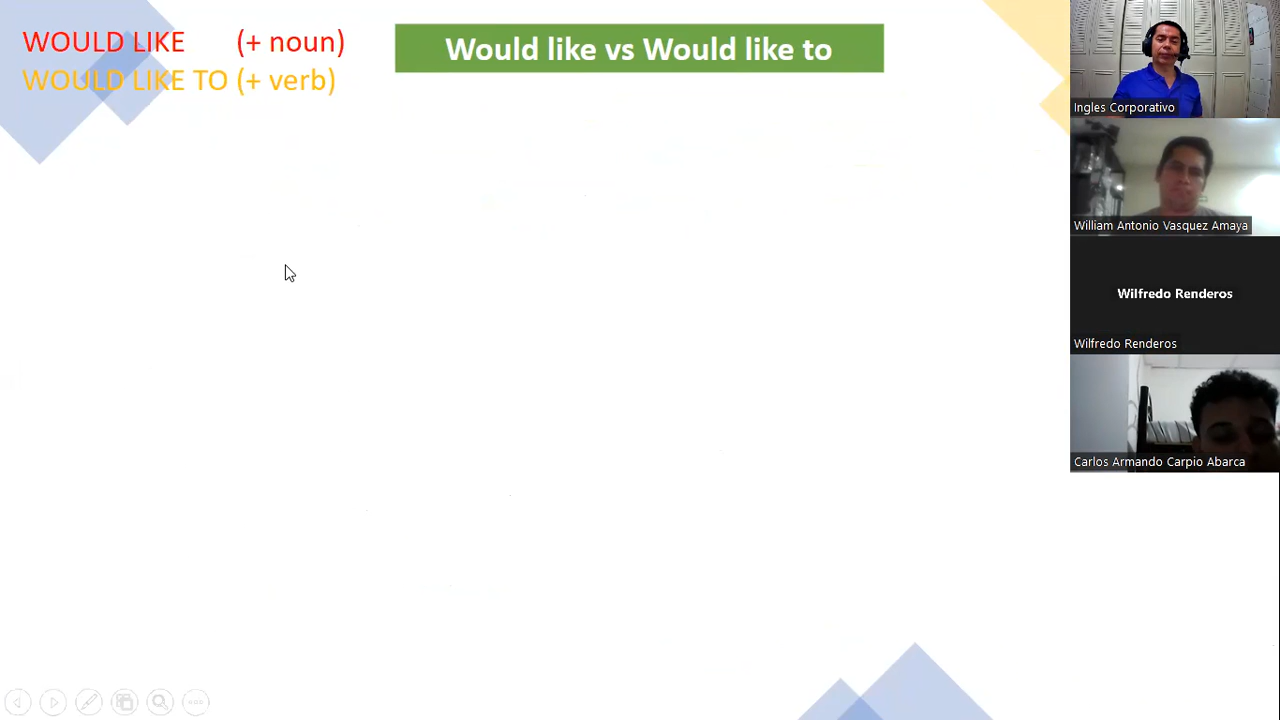 WOULD LIKE (+ noun)
WOULD LIKE TO (+ verb)
Would like vs Would like to
Ingles Corporativo
William Antonio Vasquez Amaya
Wilfredo Renderos
Wilfredo Renderos
Carlos Armando Carpio Abarca